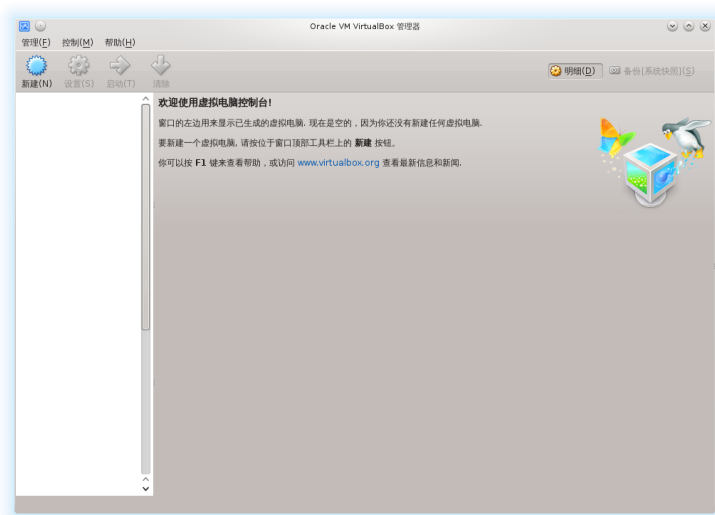 Oracle VM VirtualBox 管理器
管理(F) 控制(M) 帮助(H)
新建(N) 设置(S) 启动(T) 清除
明细(D) 备份[系统快照](S)
欢迎使用虚拟电脑控制台!
窗口的左边用来显示已生成的虚拟电脑. 现在是空的，因为你还没有新建任何虚拟电脑.
要新建一个虚拟电脑, 请按位于窗口顶部工具栏上的 新建 按钮。
你可以按 F1 键来查看帮助，或访问 www.virtualbox.org 查看最新信息和新闻.